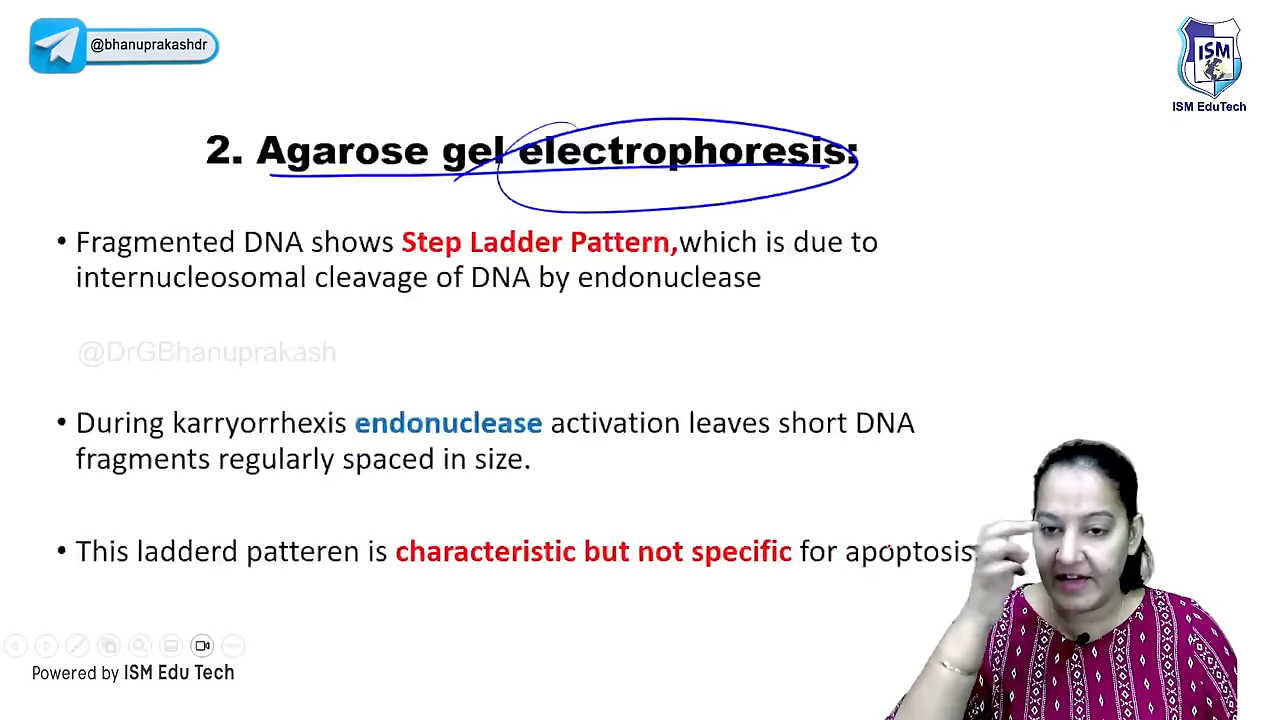 @bhanuprakashdr
ISM
ISM EduTech
2. Agarose gel electrophoresis:
• Fragmented DNA shows Step Ladder Pattern,which is due to
internucleosomal cleavage of DNA by endonuclease
@DrGBhanuprakash
• During karryorrhexis endonuclease activation leaves short DNA
fragments regularly spaced in size.
• This ladderd patteren is characteristic but not specific for apoptosis.
Powered by ISM Edu Tech